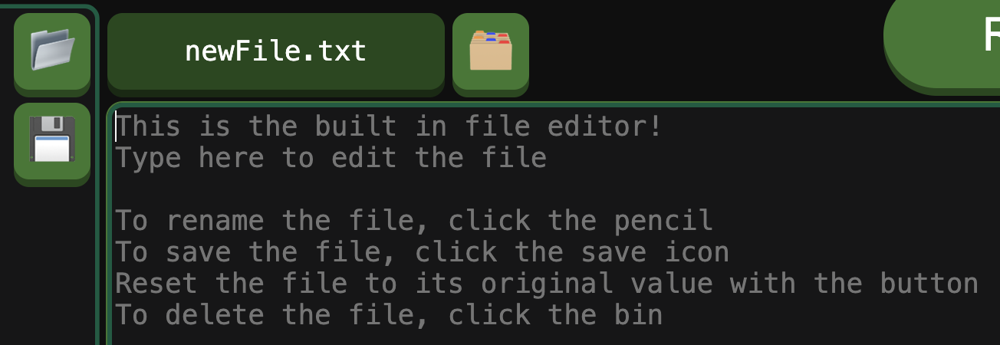 newFile.txt
This is the built in file editor!
Type here to edit the file
To rename the file, click the pencil
To save the file, click the save icon
Reset the file to its original value with the button
To delete the file, click the bin